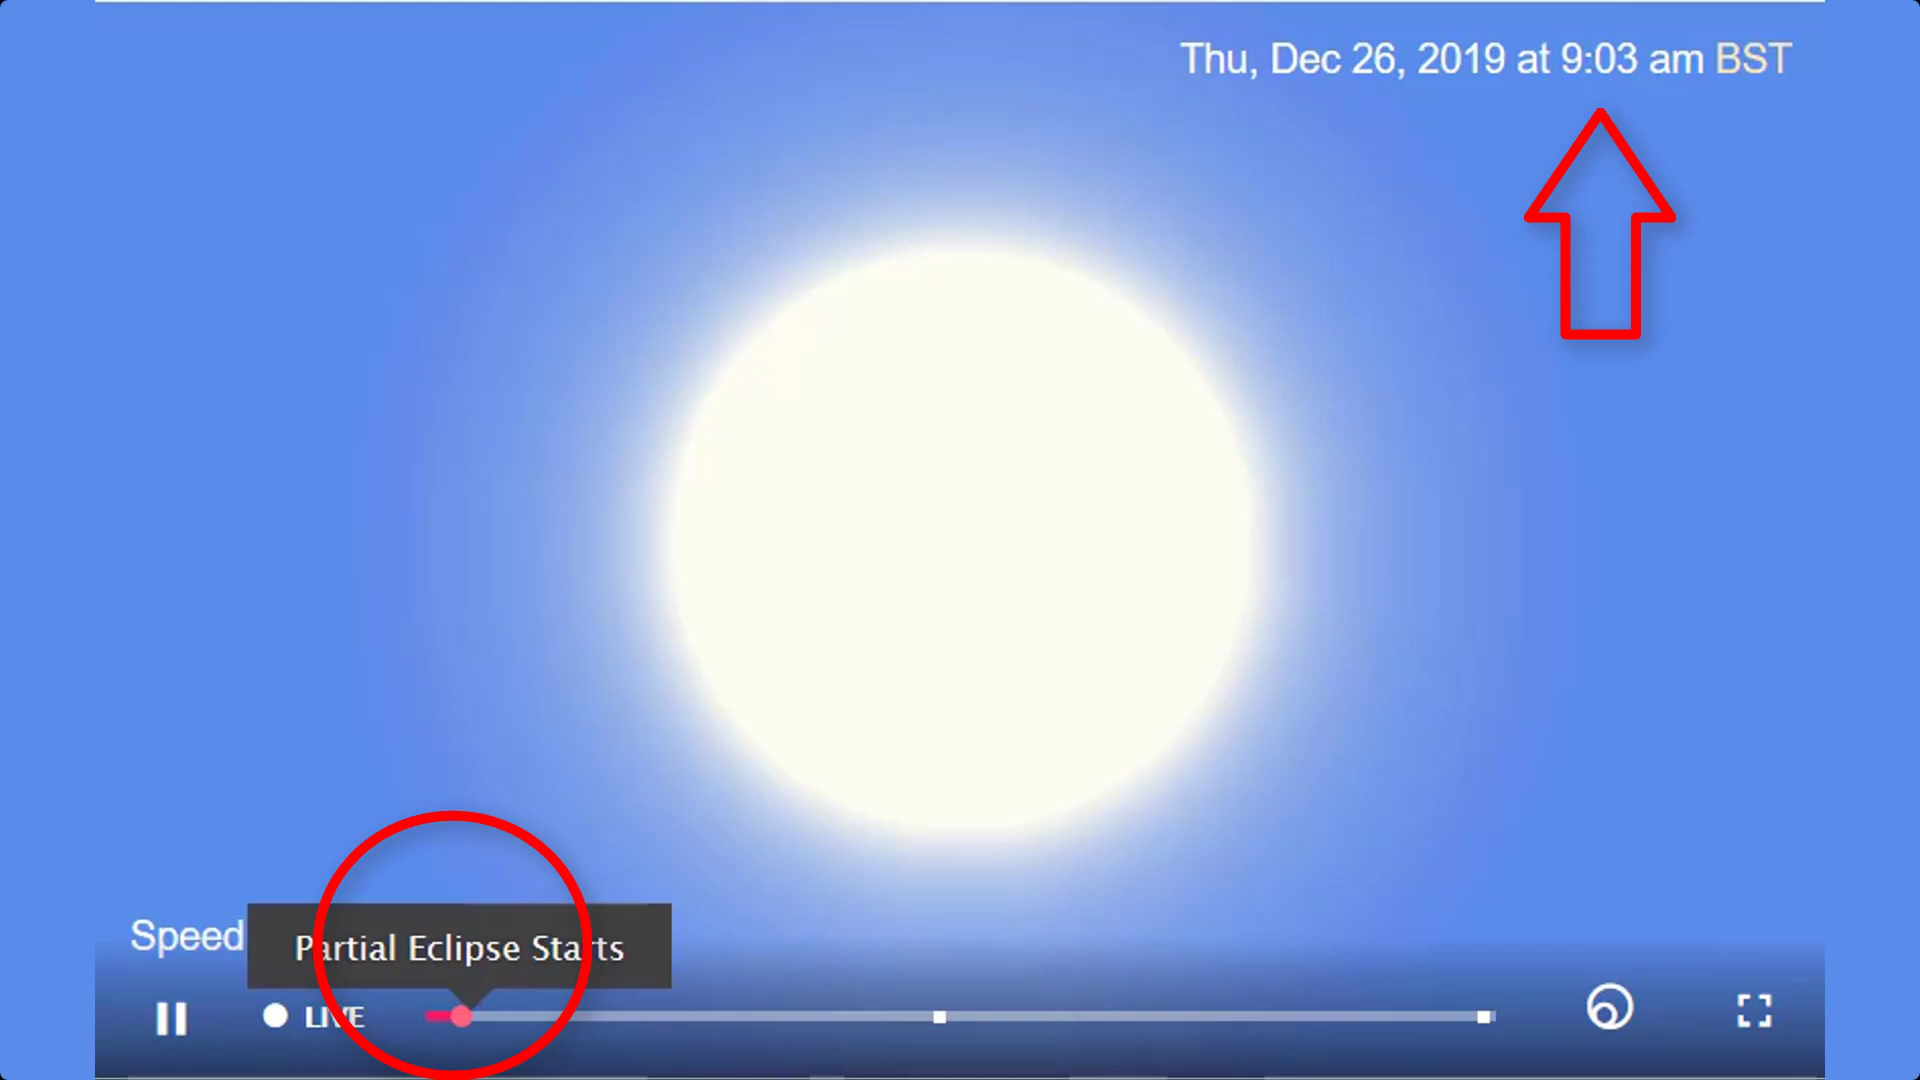 Thu, Dec 26, 2019 at 9:03 am BST
Speed
Partial Eclipse Starts
LIVE